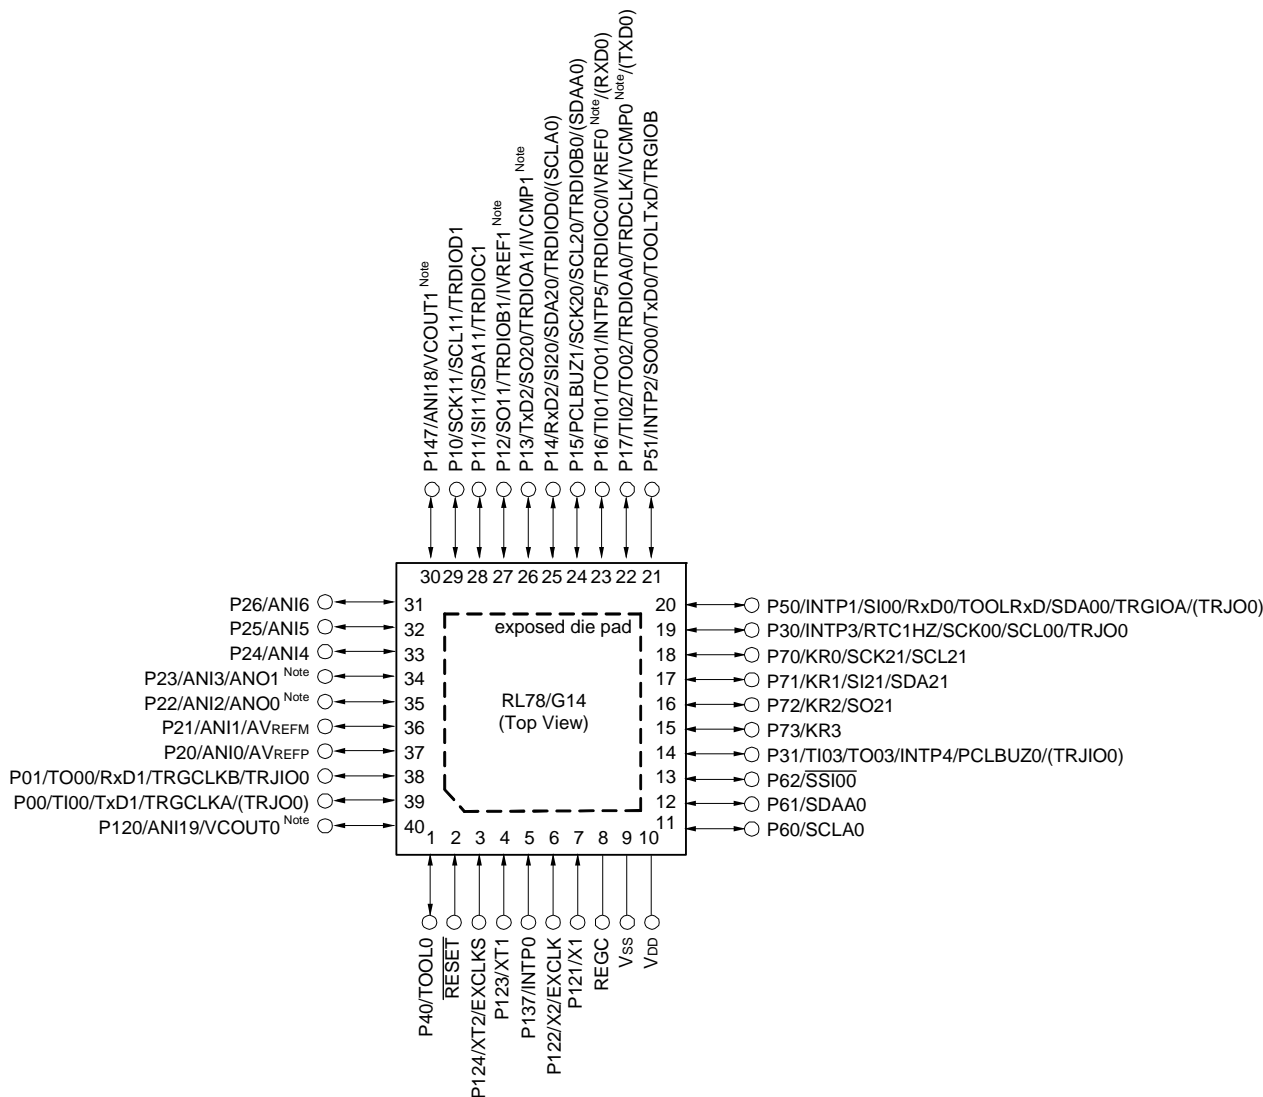 P147/ANI18/VCOUT1 Note
P10/SCK11/SCL11/TRDIOD1
P11/SI11/SDA11/TRDIOC1
P12/SO11/TRDIOB1/IVREF1 Note
P13/TxD2/SO20/TRDIOA1/IVCMP1 Note
P14/RxD2/SI20/SDA20/TRDIOD0/(SCLA0)
P15/PCLBUZ1/SCK20/SCL20/TRDIOB0/(SDAA0)
P16/TI01/TO01/INTP5/TRDIOC0/IVREF0 Note/(RXD0)
P17/TI02/TO02/TRDIOA0/TRDCLK/IVCMP0 Note/(TXD0)
P51/INTP2/SO00/TxD0/TOOLTxD/TRGIOB
30 29 28 27 26 25 24 23 22 21
P26/ANI6 31
P25/ANI5 32
P24/ANI4 33
P23/ANI3/ANO1 Note 34
P22/ANI2/ANO0 Note 35
P21/ANI1/AVREFM 36
P20/ANI0/AVREFP 37
P01/TO00/RxD1/TRGCLKB/TRJIO0 38
P00/TI00/TxD1/TRGCLKA/(TRJO0) 39
P120/ANI19/VCOUT0 Note 40
exposed die pad
RL78/G14
(Top View)
20 P50/INTP1/SI00/RxD0/TOOLRxD/SDA00/TRGIOA/(TRJO0)
19 P30/INTP3/RTC1HZ/SCK00/SCL00/TRJO0
18 P70/KR0/SCK21/SCL21
17 P71/KR1/SI21/SDA21
16 P72/KR2/SO21
15 P73/KR3
14 P31/TI03/TO03/INTP4/PCLBUZ0/(TRJIO0)
13 P62/SSI00
12 P61/SDAA0
11 P60/SCLA0
1 2 3 4 5 6 7 8 9 10
P40/TOOL0
RESET
P124/XT2/EXCLKS
P123/XT1
P137/INTP0
P122/X2/EXCLK
P121/X1
REGC
VSS
VDD